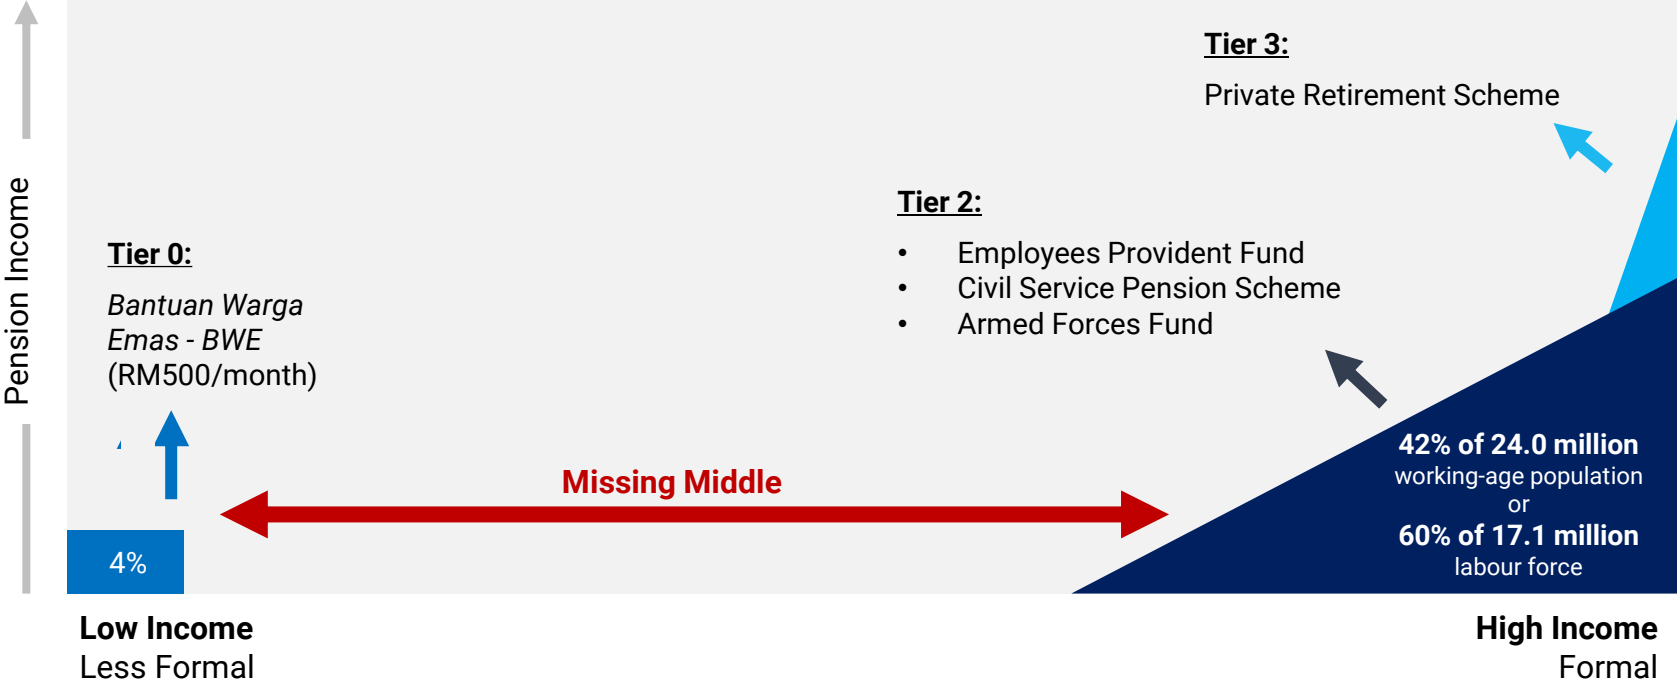 Pension Income
Tier 0:
Bantuan Warga
Emas - BWE
(RM500/month)
4%
Missing Middle
Tier 2:
• Employees Provident Fund
• Civil Service Pension Scheme
• Armed Forces Fund
Tier 3:
Private Retirement Scheme
42% of 24.0 million
working-age population
or
60% of 17.1 million
labour force
Low Income
Less Formal
High Income
Formal